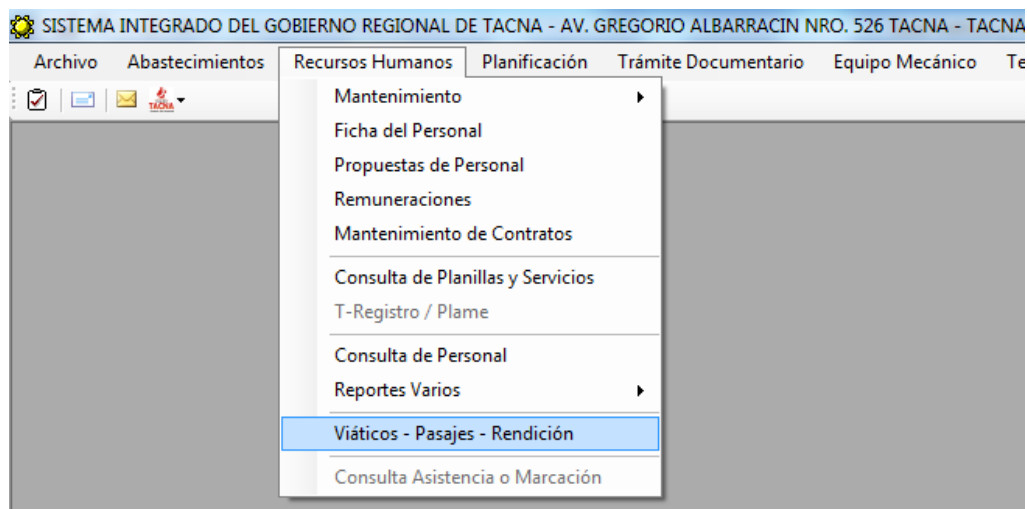 SISTEMA INTEGRADO DEL GOBIERNO REGIONAL DE TACNA - AV. GREGORIO ALBARRACIN NRO. 526 TACNA - TACNA
Archivo Abastecimientos Recursos Humanos Planificación Trámite Documentario Equipo Mecánico Te
TACNA
Mantenimiento
Ficha del Personal
Propuestas de Personal
Remuneraciones
Mantenimiento de Contratos
Consulta de Planillas y Servicios
T-Registro / Plame
Consulta de Personal
Reportes Varios
Viáticos - Pasajes - Rendición
Consulta Asistencia o Marcación